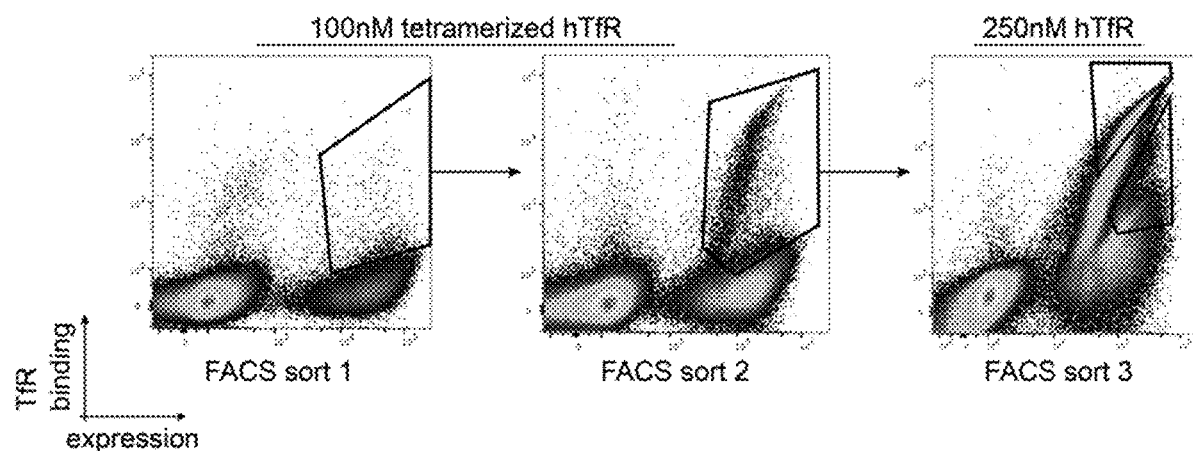 100nM tetramerized hTfR
250nM hTfR
FACS sort 1
FACS sort 2
FACS sort 3
TfR
binding
expression